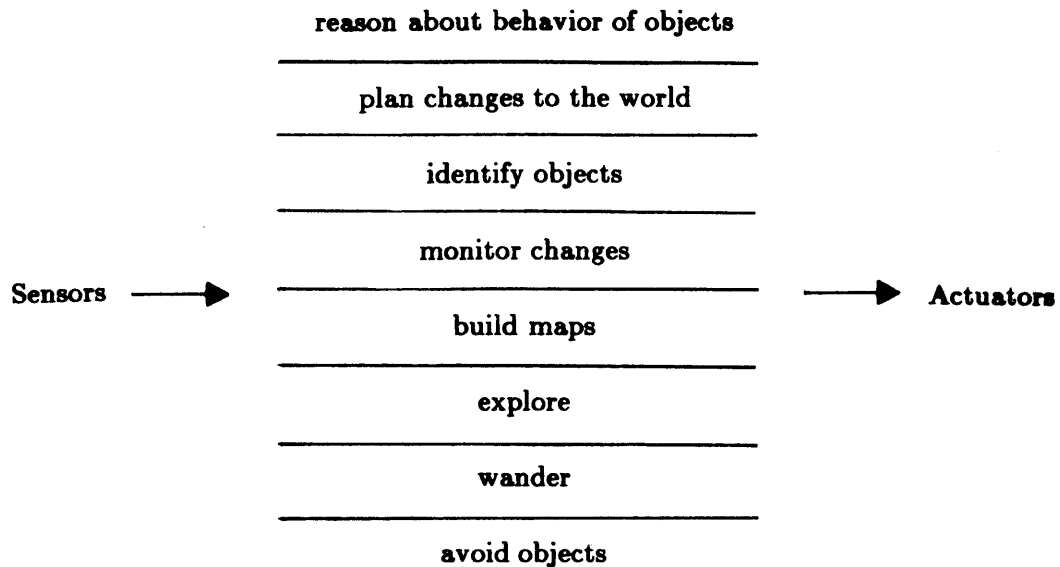 reason about behavior of objects
plan changes to the world
identify objects
monitor changes
Sensors
Actuators
build maps
explore
wander
avoid objects